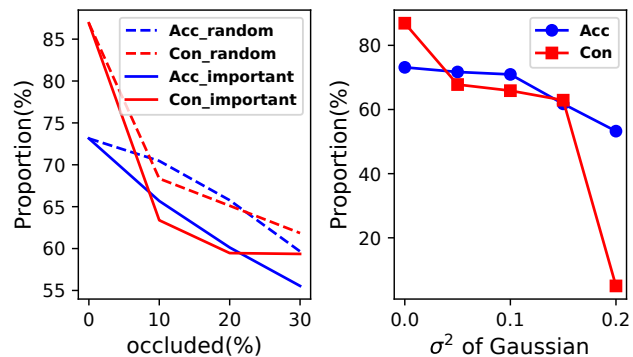 Proportion(%)
85
80
75
70
65
60
55
Acc_random
Con_random
Acc_important
Con_important
0
10
20
30
occluded(%)
Proportion(%)
80
60
40
20
Acc
Con
0.0
0.1
0.2
σ² of Gaussian